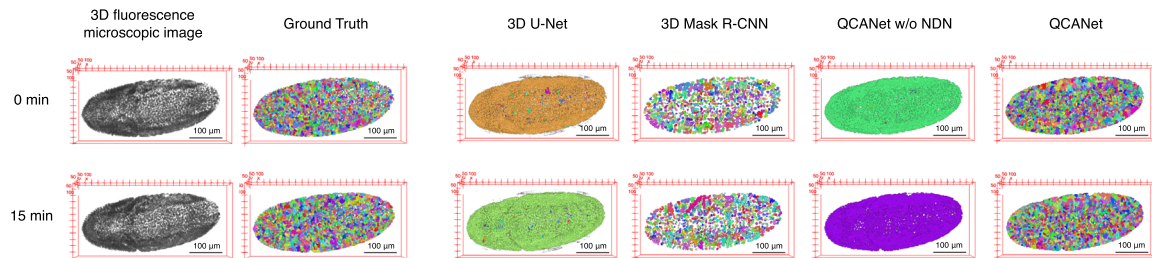 3D fluorescence
microscopic image
Ground Truth
3D U-Net
3D Mask R-CNN
QCANet w/o NDN
QCANet
0 min
100 µm
100 µm
100 µm
100 µm
100 µm
100 µm
15 min
100 µm
100 µm
100 µm
100 µm
100 µm
100 µm